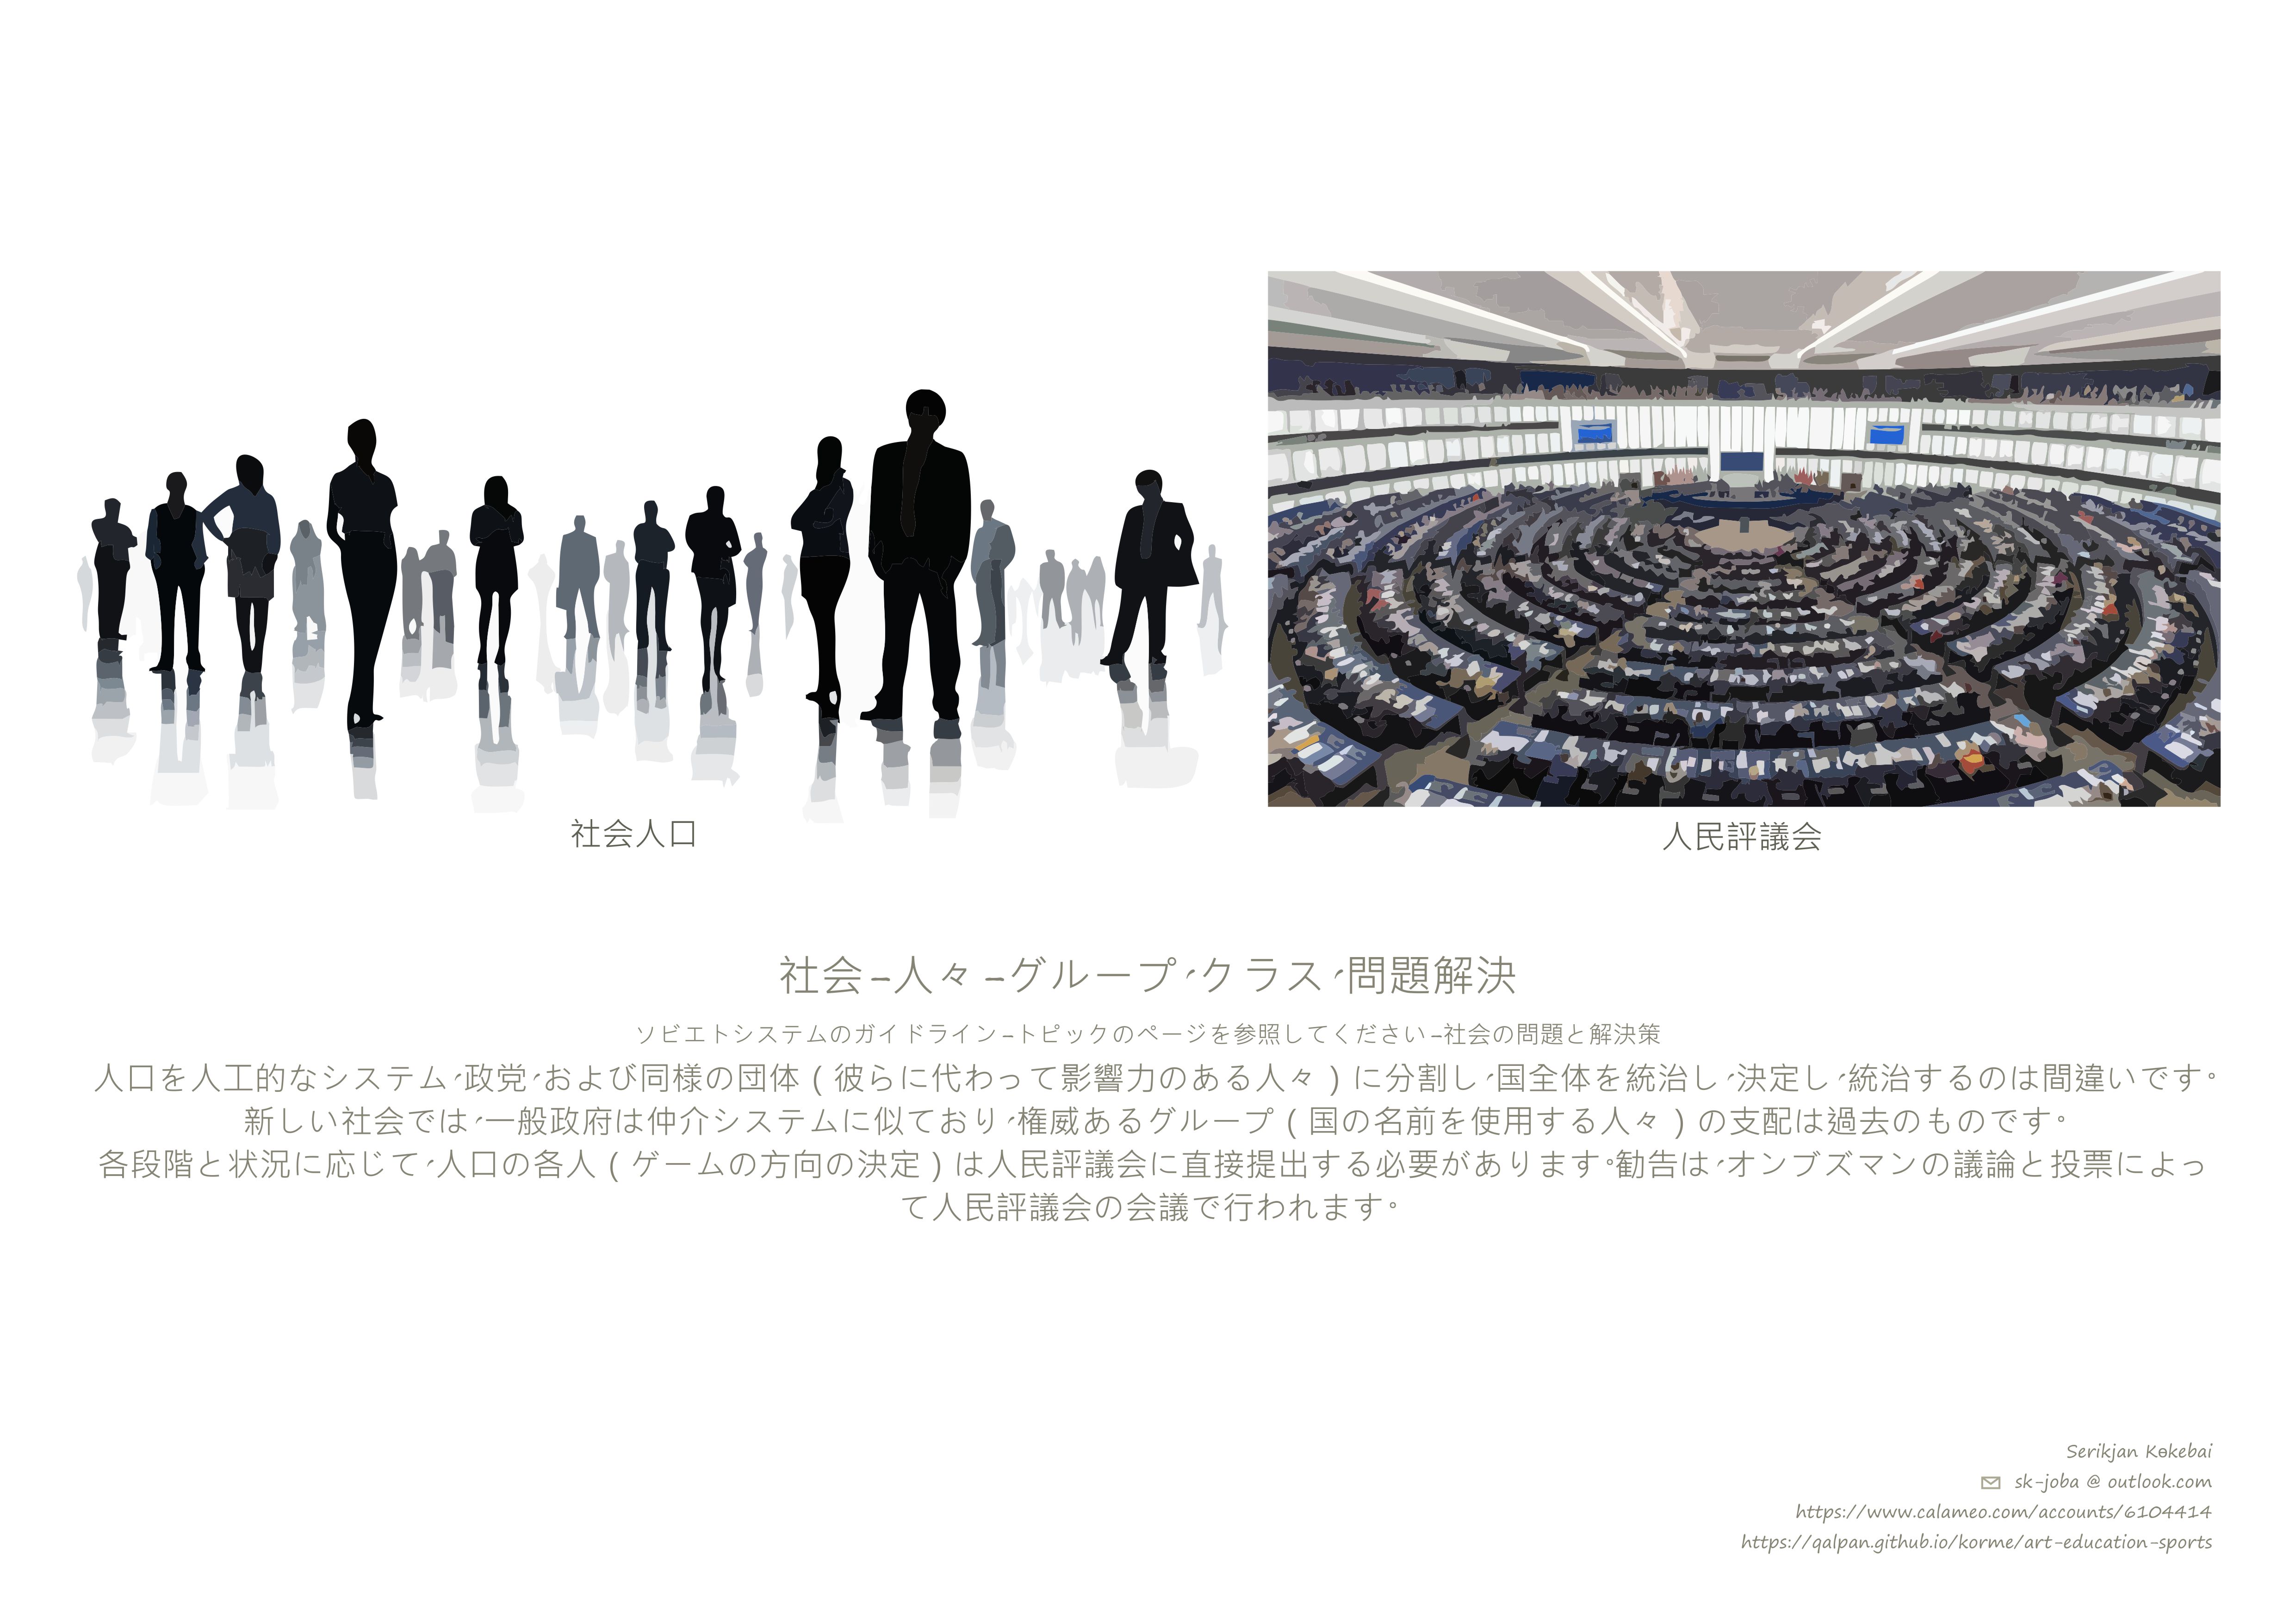 社会人口
人民評議会
社会-人々-グループ、クラス、問題解決
ソビエトシステムのガイドライン-トピックのページを参照してください-社会の問題と解決策
人口を人工的なシステム、政党、および同様の団体(彼らに代わって影響力のある人々)に分割し、国全体を統治し、決定し、統治するのは間違いです。
新しい社会では、一般政府は仲介システムに似ており、権威あるグループ(国の名前を使用する人々)の支配は過去のものです。
各段階と状況に応じて、人口の各人(ゲームの方向の決定)は人民評議会に直接提出する必要があります。勧告は、オンブズマンの議論と投票によっ
て人民評議会の会議で行われます。
Serikjan Kөkebai
sk-joba @ outlook.com
https://www.calameo.com/accounts/6104414
https://qalpan.github.io/korme/art-education-sports